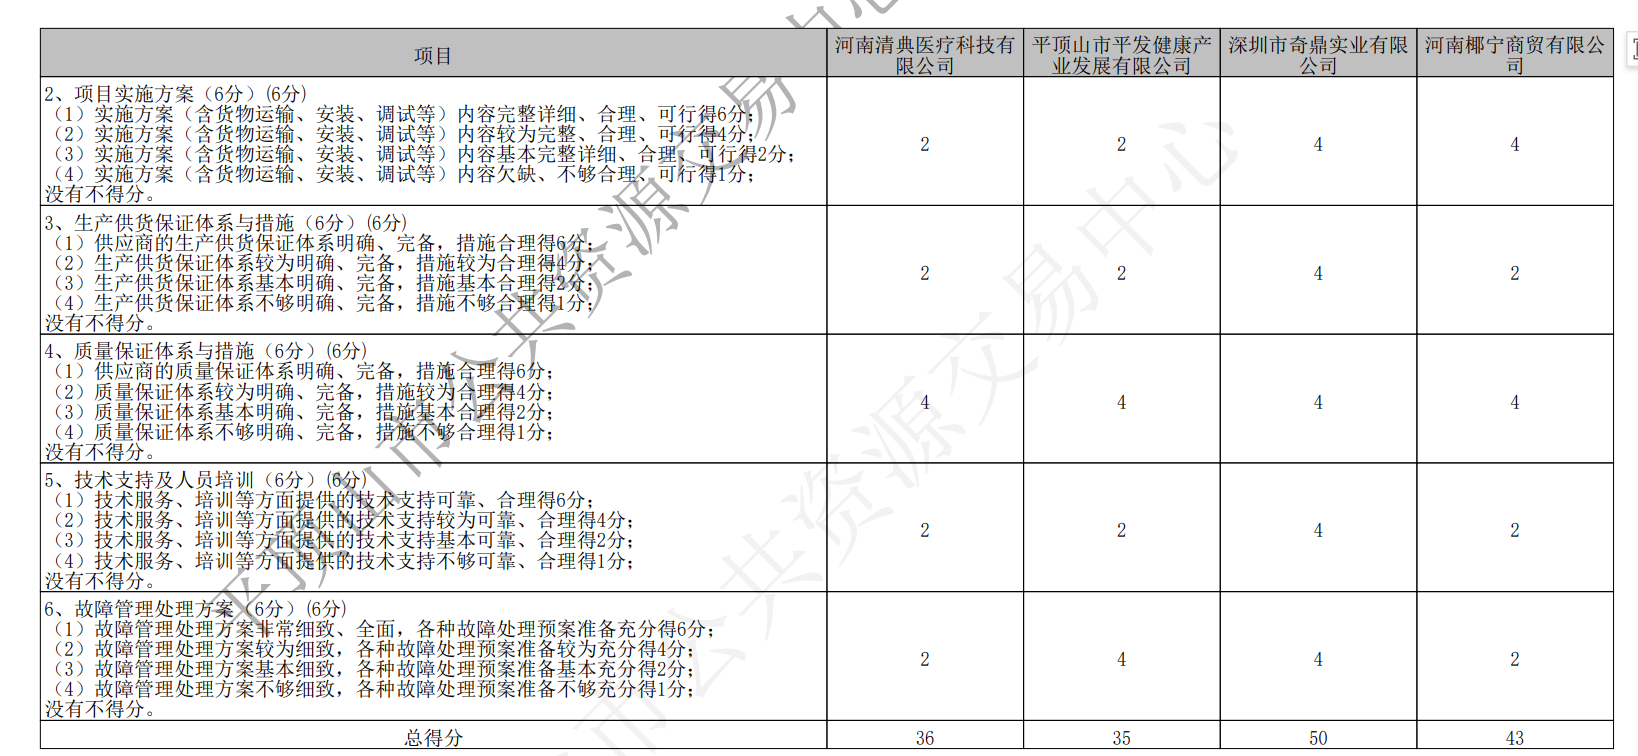 项目
河南清典医疗科技有
限公司
平顶山市平发健康产
业发展有限公司
深圳市奇鼎实业有限
公司
河南椰宁商贸有限公
司
2、项目实施方案（6分）(6分)
（1）实施方案（含货物运输、安装、调试等）内容完整详细、合理、可行得6分；
（2）实施方案（含货物运输、安装、调试等）内容较为完整、合理、可行得4分；
（3）实施方案（含货物运输、安装、调试等）内容基本完整详细、合理、可行得2分；
（4）实施方案（含货物运输、安装、调试等）内容欠缺、不够合理、可行得1分；
没有不得分。
2 2 4 4
3、生产供货保证体系与措施（6分）(6分)
（1）供应商的生产供货保证体系明确、完备，措施合理得6分；
（2）生产供货保证体系较为明确、完备，措施较为合理得4分；
（3）生产供货保证体系基本明确、完备，措施基本合理得2分；
（4）生产供货保证体系不够明确、完备，措施不够合理得1分；
没有不得分。
2 2 4 2
4、质量保证体系与措施（6分）(6分)
（1）供应商的质量保证体系明确、完备，措施合理得6分；
（2）质量保证体系较为明确、完备，措施较为合理得4分；
（3）质量保证体系基本明确、完备，措施基本合理得2分；
（4）质量保证体系不够明确、完备，措施不够合理得1分；
没有不得分。
4 4 4 4
5、技术支持及人员培训（6分）(6分)
（1）技术服务、培训等方面提供的技术支持可靠、合理得6分；
（2）技术服务、培训等方面提供的技术支持较为可靠、合理得4分；
（3）技术服务、培训等方面提供的技术支持基本可靠、合理得2分；
（4）技术服务、培训等方面提供的技术支持不够可靠、合理得1分；
没有不得分。
2 2 4 2
6、故障管理处理方案（6分）(6分)
（1）故障管理处理方案非常细致、全面，各种故障处理预案准备充分得6分；
（2）故障管理处理方案较为细致，各种故障处理预案准备较为充分得4分；
（3）故障管理处理方案基本细致，各种故障处理预案准备基本充分得2分；
（4）故障管理处理方案不够细致，各种故障处理预案准备不够充分得1分；
没有不得分。
2 4 4 2
总得分 36 35 50 43
平顶山市公共资源交易中心
市公共资源交易中心